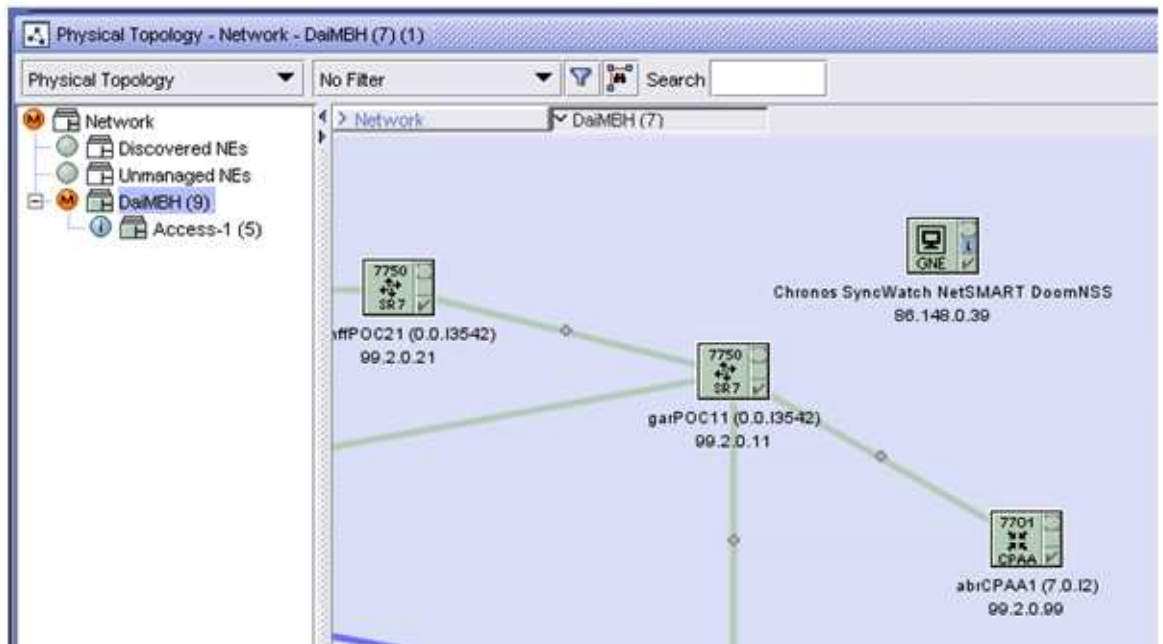 Physical Topology - Network - DaiMBH (7) (1)
Physical Topology
No Filter
Search
Network
Discovered NEs
Unmanaged NEs
DaiMBH (9)
Access-1 (5)
> Network
DaiMBH (7)
GNE
Chronos SyncWatch NetSMART DoomNSS
86.148.0.39
7750
SR7
ffPOC21 (0.0.I3542)
99.2.0.21
7750
SR7
garPOC11 (0.0.I3542)
99.2.0.11
7701
CPAA
abrCPAA1 (7.0.I2)
99.2.0.99